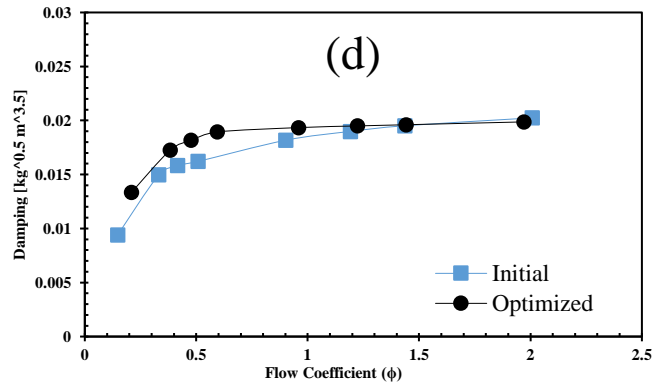 0.03
0.025
0.02
0.015
0.01
0.005
0
Damping [kg^0.5 m^3.5]
(d)
Initial
Optimized
0 0.5 1 1.5 2 2.5
Flow Coefficient (ϕ)